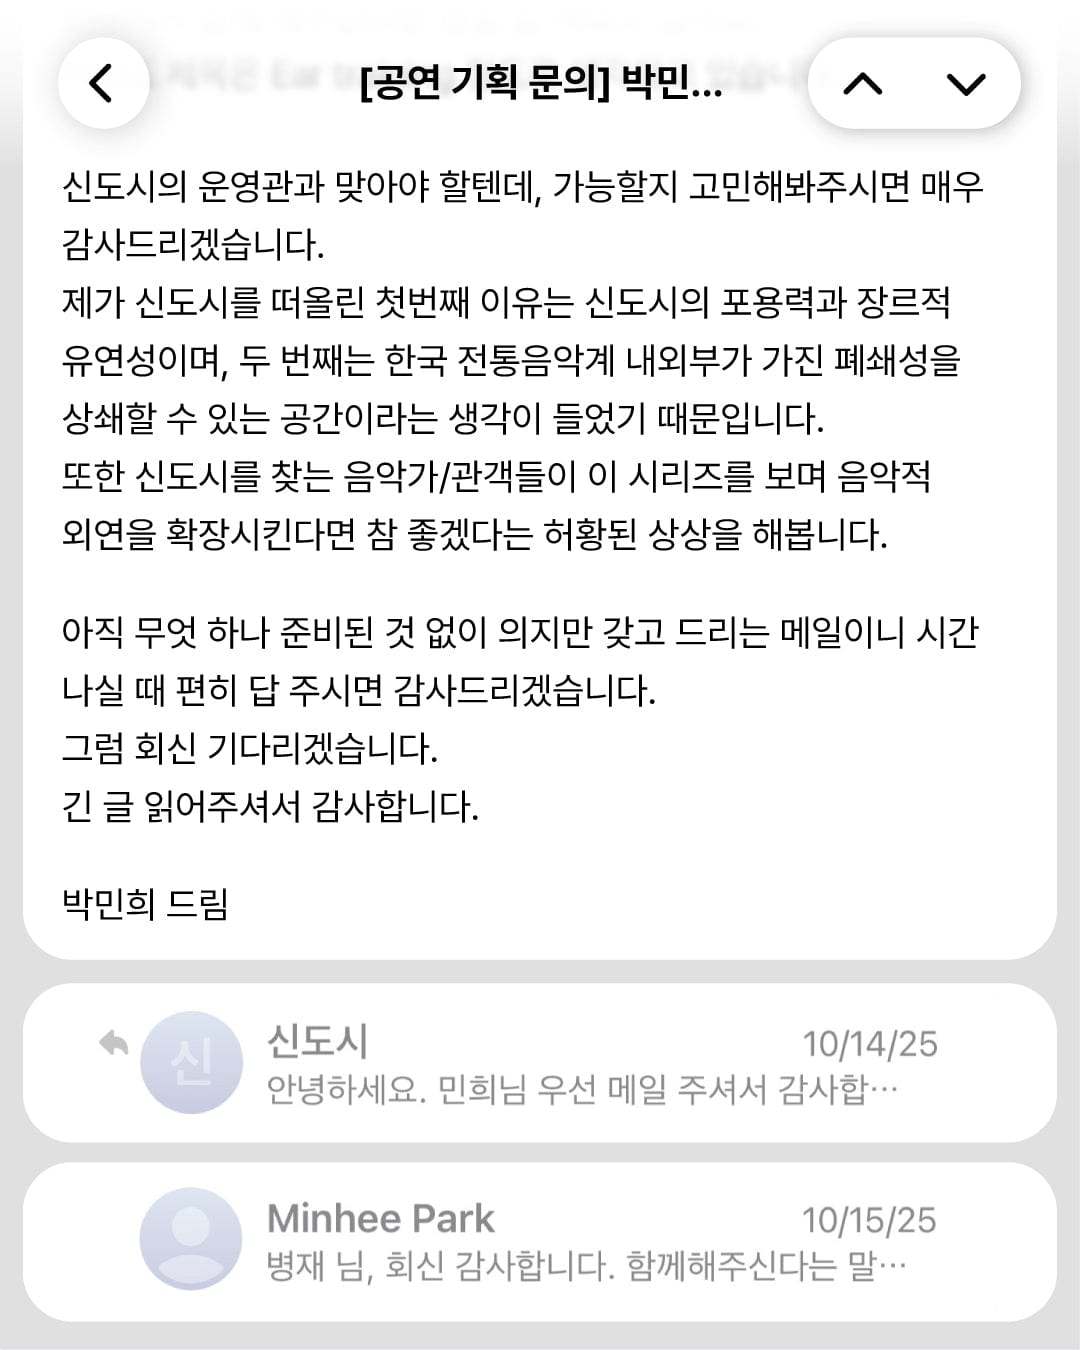 [공연 기획 문의] 박민...
신도시의 운영관과 맞아야 할텐데, 가능할지 고민해봐주시면 매우
감사드리겠습니다.
제가 신도시를 떠올린 첫번째 이유는 신도시의 포용력과 장르적
유연성이며, 두 번째는 한국 전통음악계 내외부가 가진 폐쇄성을
상쇄할 수 있는 공간이라는 생각이 들었기 때문입니다.
또한 신도시를 찾는 음악가/관객들이 이 시리즈를 보며 음악적
외연을 확장시킨다면 참 좋겠다는 허황된 상상을 해봅니다.
아직 무엇 하나 준비된 것 없이 의지만 갖고 드리는 메일이니 시간
나실 때 편히 답 주시면 감사드리겠습니다.
그럼 회신 기다리겠습니다.
긴 글 읽어주셔서 감사합니다.
박민희 드림
신
신도시 10/14/25
안녕하세요. 민희님 우선 메일 주셔서 감사합…
Minhee Park 10/15/25
병재 님, 회신 감사합니다. 함께해주신다는 말…